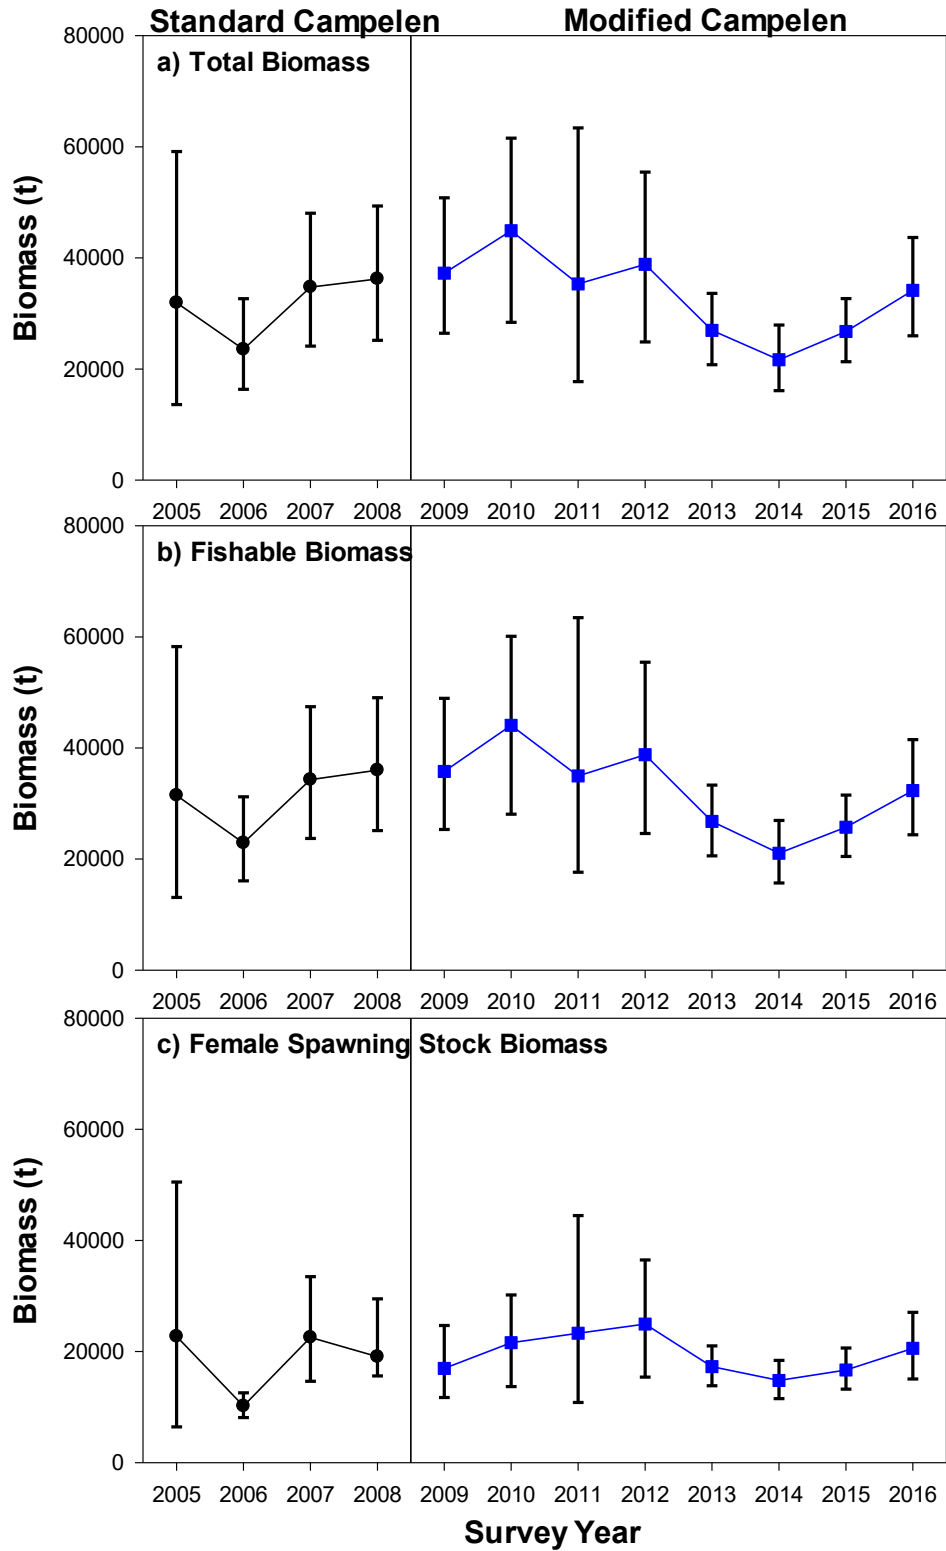 Standard Campelen Modified Campelen
a) Total Biomass
Biomass (t)
80000
60000
40000
20000
0
2005 2006 2007 2008 2009 2010 2011 2012 2013 2014 2015 2016
b) Fishable Biomass
Biomass (t)
80000
60000
40000
20000
0
2005 2006 2007 2008 2009 2010 2011 2012 2013 2014 2015 2016
c) Female Spawning Stock Biomass
Biomass (t)
80000
60000
40000
20000
0
2005 2006 2007 2008 2009 2010 2011 2012 2013 2014 2015 2016
Survey Year